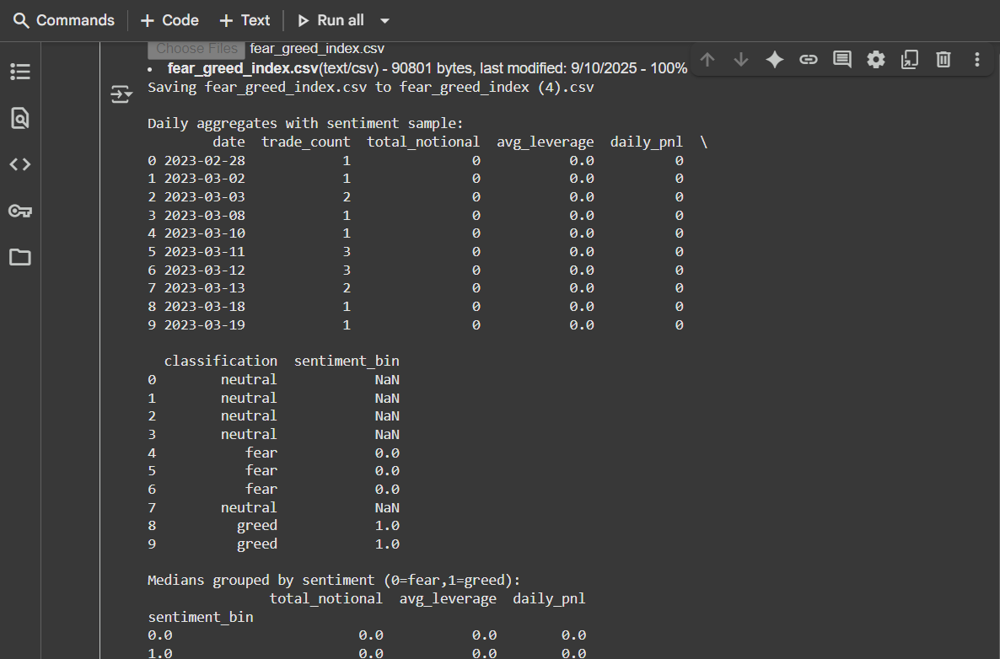 Commands + Code + Text Run all
Choose Files fear_greed_index.csv
• fear_greed_index.csv(text/csv) - 90801 bytes, last modified: 9/10/2025 - 100%
Saving fear_greed_index.csv to fear_greed_index (4).csv
Daily aggregates with sentiment sample:
date trade_count total_notional avg_leverage daily_pnl \
0 2023-02-28 1 0 0.0 0
1 2023-03-02 1 0 0.0 0
2 2023-03-03 2 0 0.0 0
3 2023-03-08 1 0 0.0 0
4 2023-03-10 1 0 0.0 0
5 2023-03-11 3 0 0.0 0
6 2023-03-12 3 0 0.0 0
7 2023-03-13 2 0 0.0 0
8 2023-03-18 1 0 0.0 0
9 2023-03-19 1 0 0.0 0
classification sentiment_bin
0 neutral NaN
1 neutral NaN
2 neutral NaN
3 neutral NaN
4 fear 0.0
5 fear 0.0
6 fear 0.0
7 neutral NaN
8 greed 1.0
9 greed 1.0
Medians grouped by sentiment (0=fear,1=greed):
total_notional avg_leverage daily_pnl
sentiment_bin
0.0 0.0 0.0 0.0
1.0 0.0 0.0 0.0